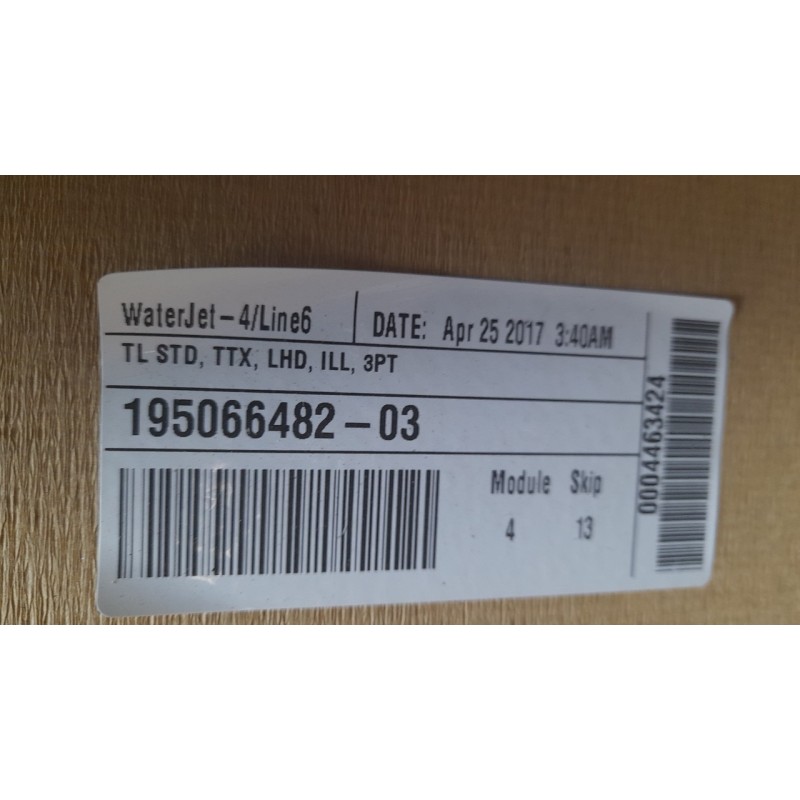 WaterJet-4/Line6
DATE: Apr 25 2017 3:40AM
TL STD, TTX, LHD, ILL, 3PT
195066482-03
Module Skip
4 13
0004463424